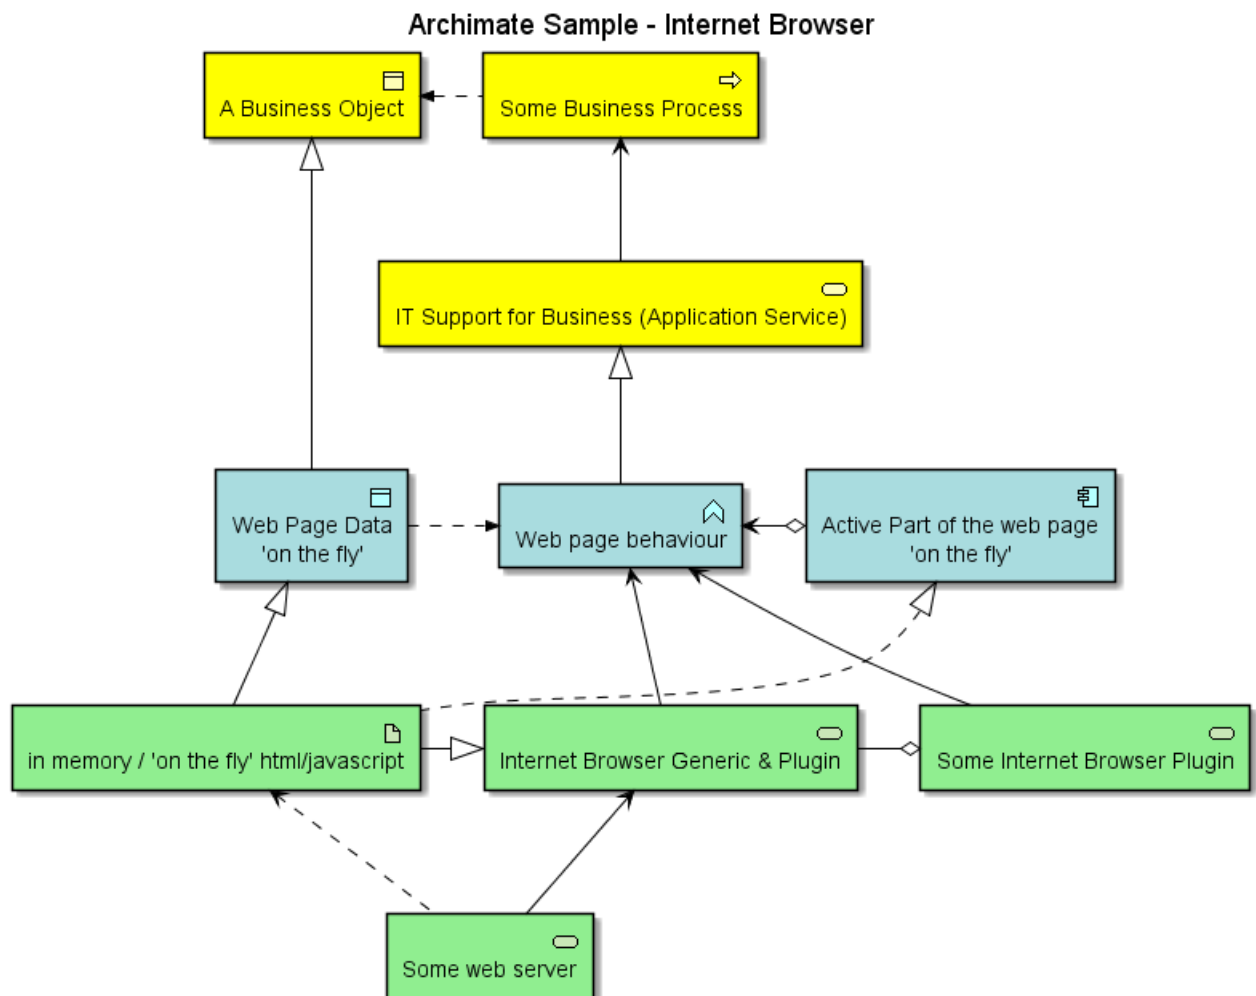 Archimate Sample - Internet Browser
A Business Object
Some Business Process
IT Support for Business (Application Service)
Web Page Data
'on the fly'
Web page behaviour
Active Part of the web page
'on the fly'
in memory / 'on the fly' html/javascript
Internet Browser Generic & Plugin
Some Internet Browser Plugin
Some web server